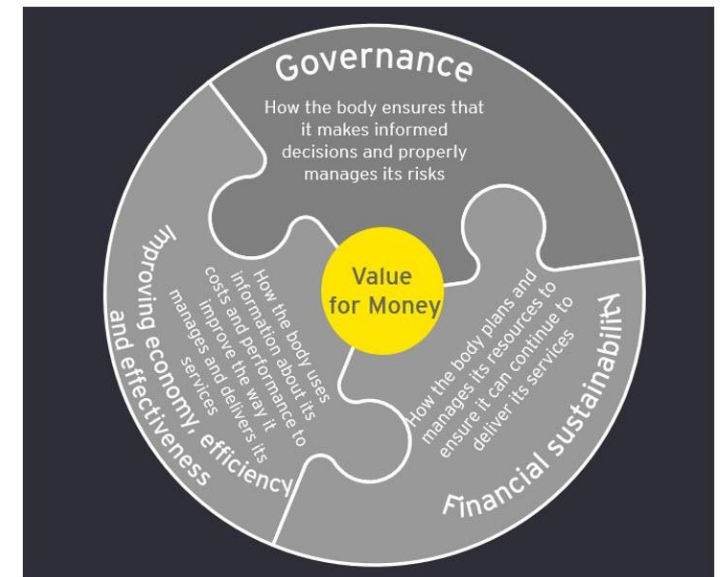 Governance
How the body ensures that
it makes informed
decisions and properly
manages its risks
Value
for Money
Improving economy, efficiency
and effectiveness
How the body uses
information about its
costs and performance to
improve the way it
manages and delivers its
services
How the body plans and
manages its resources to
ensure it can continue to
deliver its services
Financial sustainability